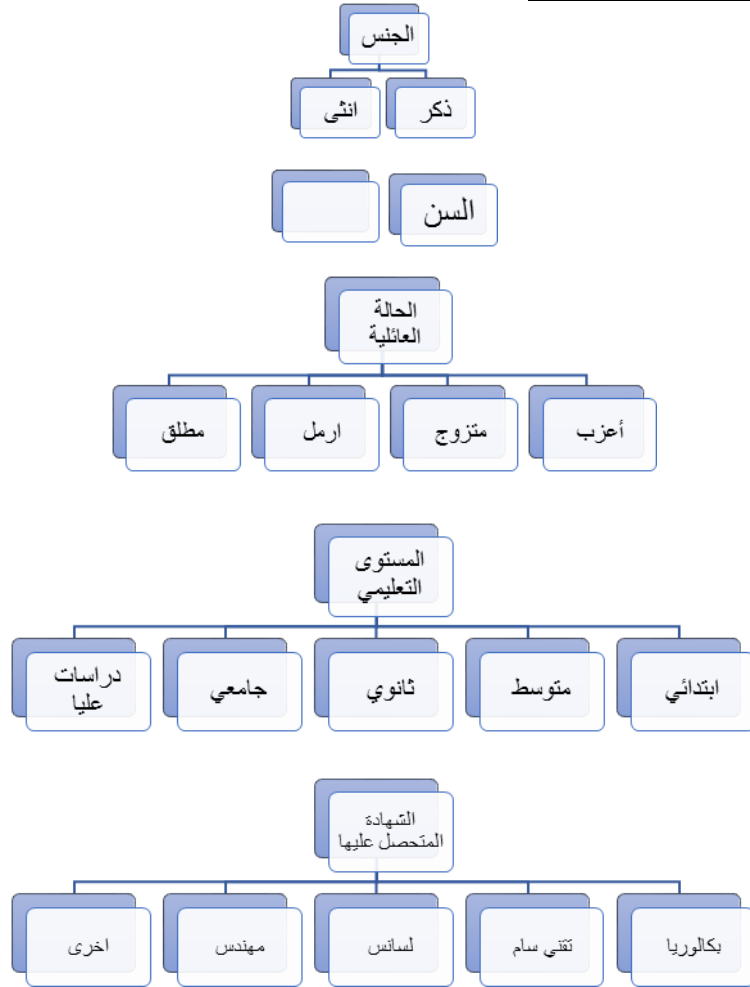 الجنس
ذكر
انثى
السن
الحالة
العائلية
أعزب
متزوج
ارمل
مطلق
المستوى
التعليمي
ابتدائي
متوسط
ثانوي
جامعي
دراسات
عليا
الشهادة
المتحصل عليها
بكالوريا
تقني سام
لسانس
مهندس
اخرى